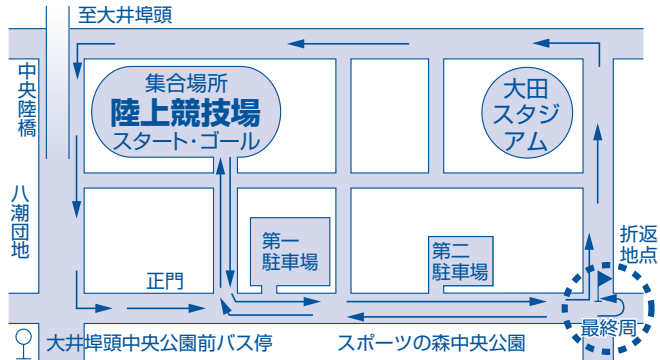 至大井埠頭
中央陸橋
八潮団地
集合場所
陸上競技場
スタート・ゴール
大田
スタジ
アム
第一
駐車場
第二
駐車場
折返
地点
正門
最終周
大井埠頭中央公園前バス停
スポーツの森中央公園